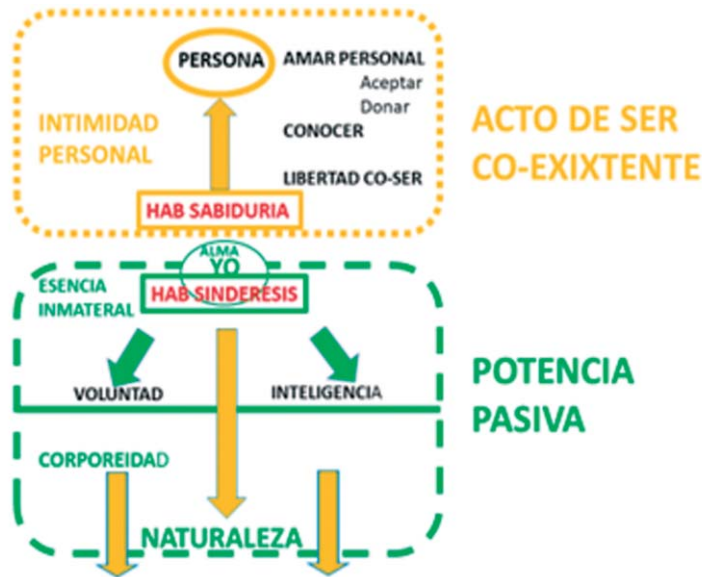 PERSONA
AMAR PERSONAL
Aceptar
Donar
INTIMIDAD
PERSONAL
CONOCER
LIBERTAD CO-SER
HAB SABIDURIA
ACTO DE SER
CO-EXIXTENTE
ALMA
YO
ESENCIA
INMATERAL
HAB SINDERESIS
VOLUNTAD
INTELIGENCIA
POTENCIA
PASIVA
CORPOREIDAD
NATURALEZA